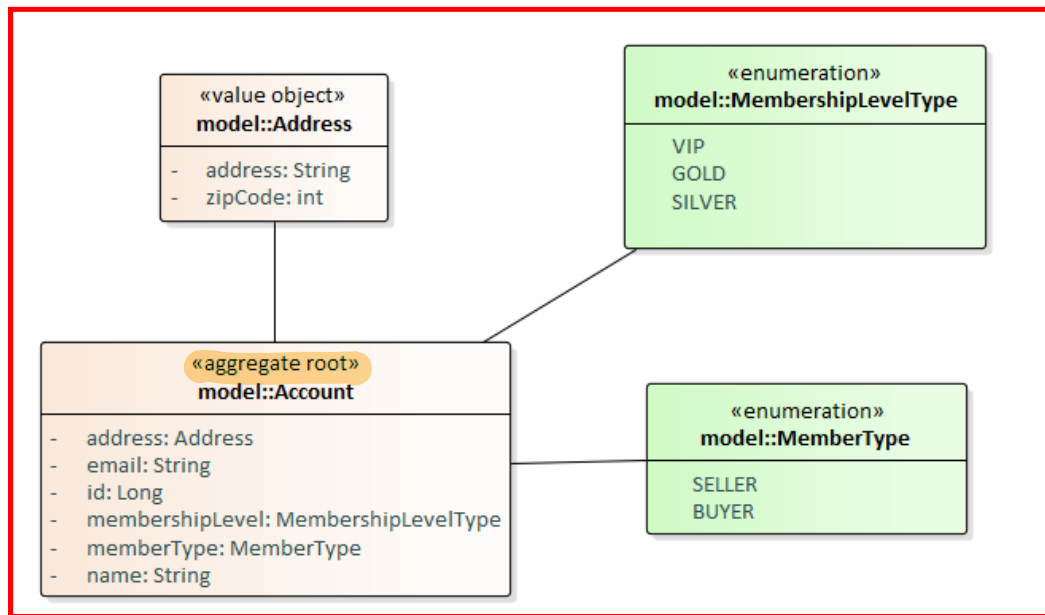 «value object»
model::Address
- address: String
- zipCode: int
«enumeration»
model::MembershipLevelType
VIP
GOLD
SILVER
«aggregate root»
model::Account
- address: Address
- email: String
- id: Long
- membershipLevel: MembershipLevelType
- memberType: MemberType
- name: String
«enumeration»
model::MemberType
SELLER
BUYER